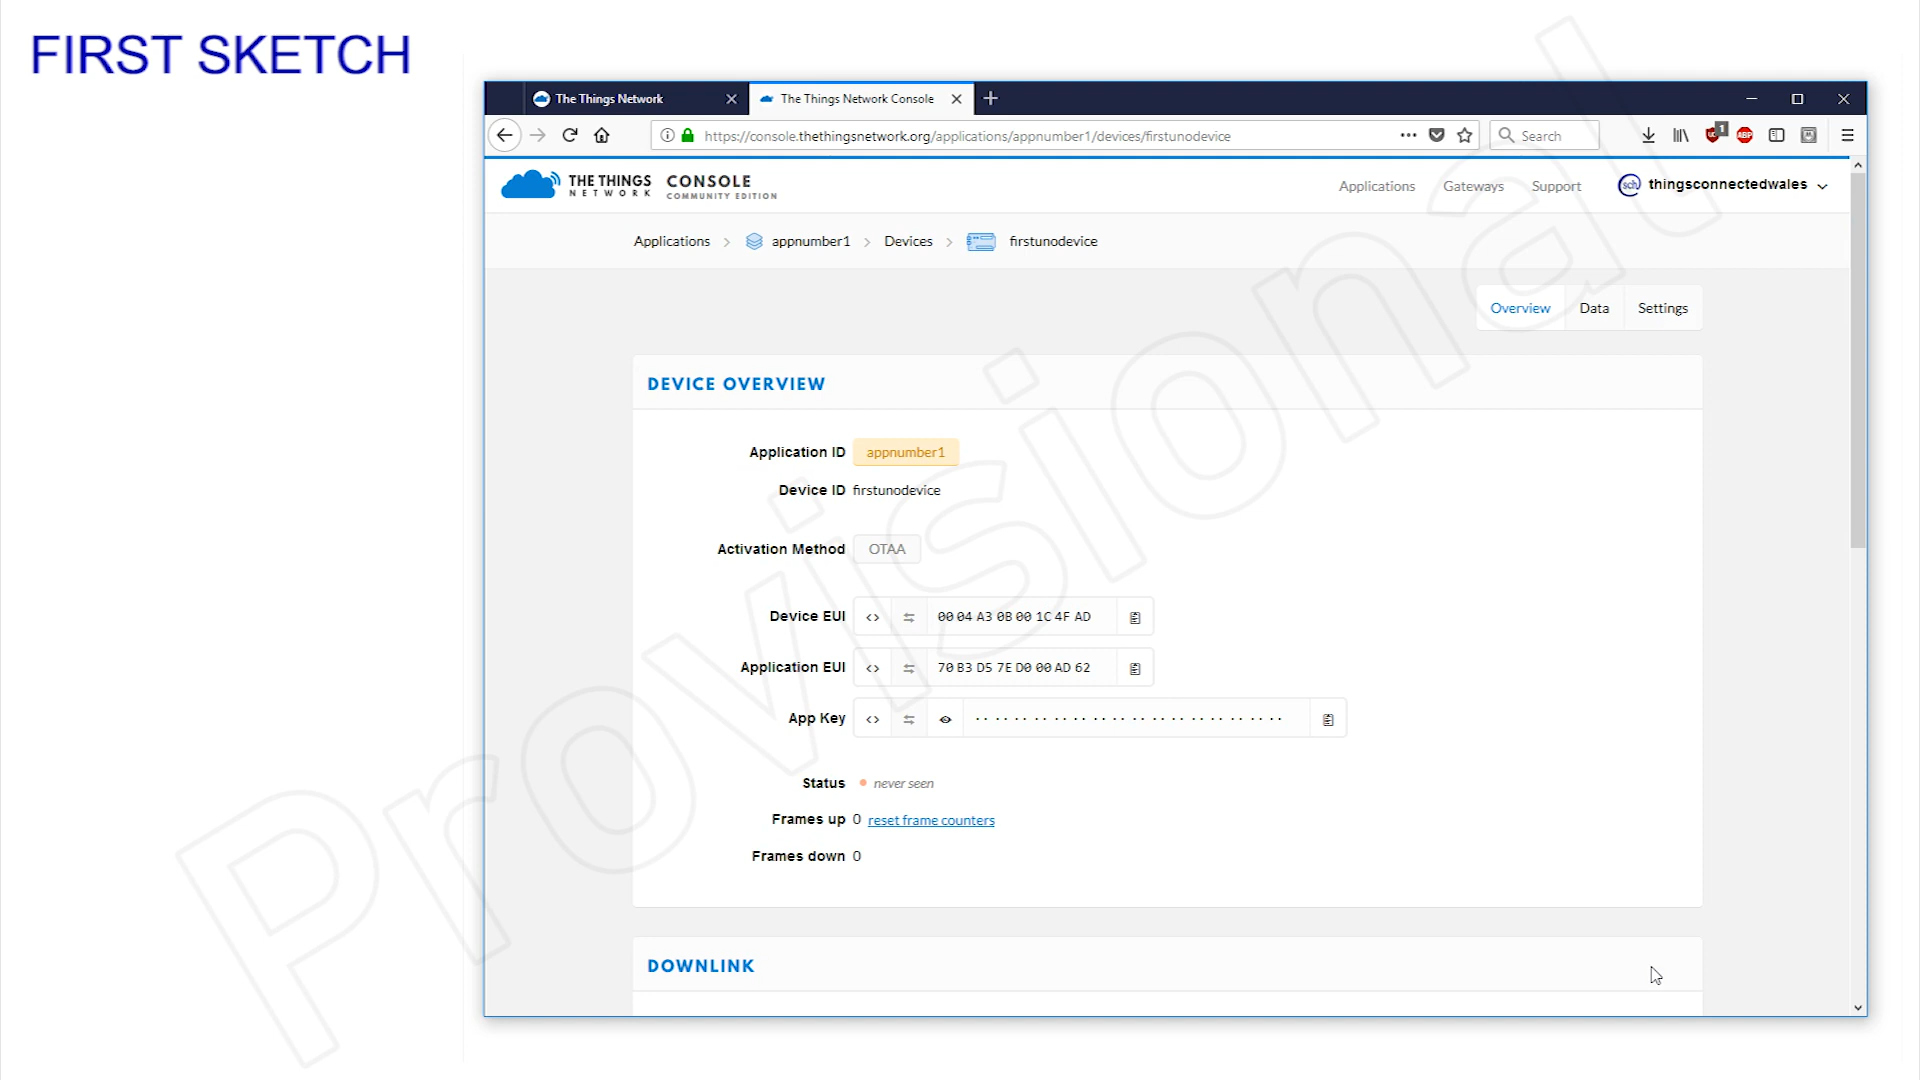 FIRST SKETCH
The Things Network
The Things Network Console
https://console.thethingsnetwork.org/applications/appnumber1/devices/firstunodevice
Search
1
ABP
THE THINGS NETWORK
CONSOLE
COMMUNITY EDITION
Applications
Gateways
Support
sch
thingsconnectedwales
Applications
appnumber1
Devices
firstunodevice
Overview
Data
Settings
DEVICE OVERVIEW
Application ID appnumber1
Device ID firstunodevice
Activation Method OTAA
Device EUI <> 00 04 A3 0B 00 1C 4F AD
Application EUI <> 70 B3 D5 7E D0 00 AD 62
App Key <>
Status never seen
Frames up 0 reset frame counters
Frames down 0
DOWNLINK
Provisional